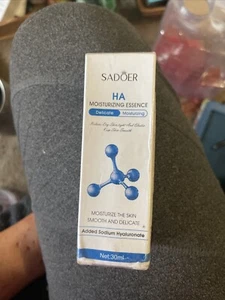 SADOER
HA
MOISTURIZING ESSENCE
Delicate Moisturizing
MOISTURIZE THE SKIN
SMOOTH AND DELICATE
Added Sodium Hyaluronate
Net:30ml